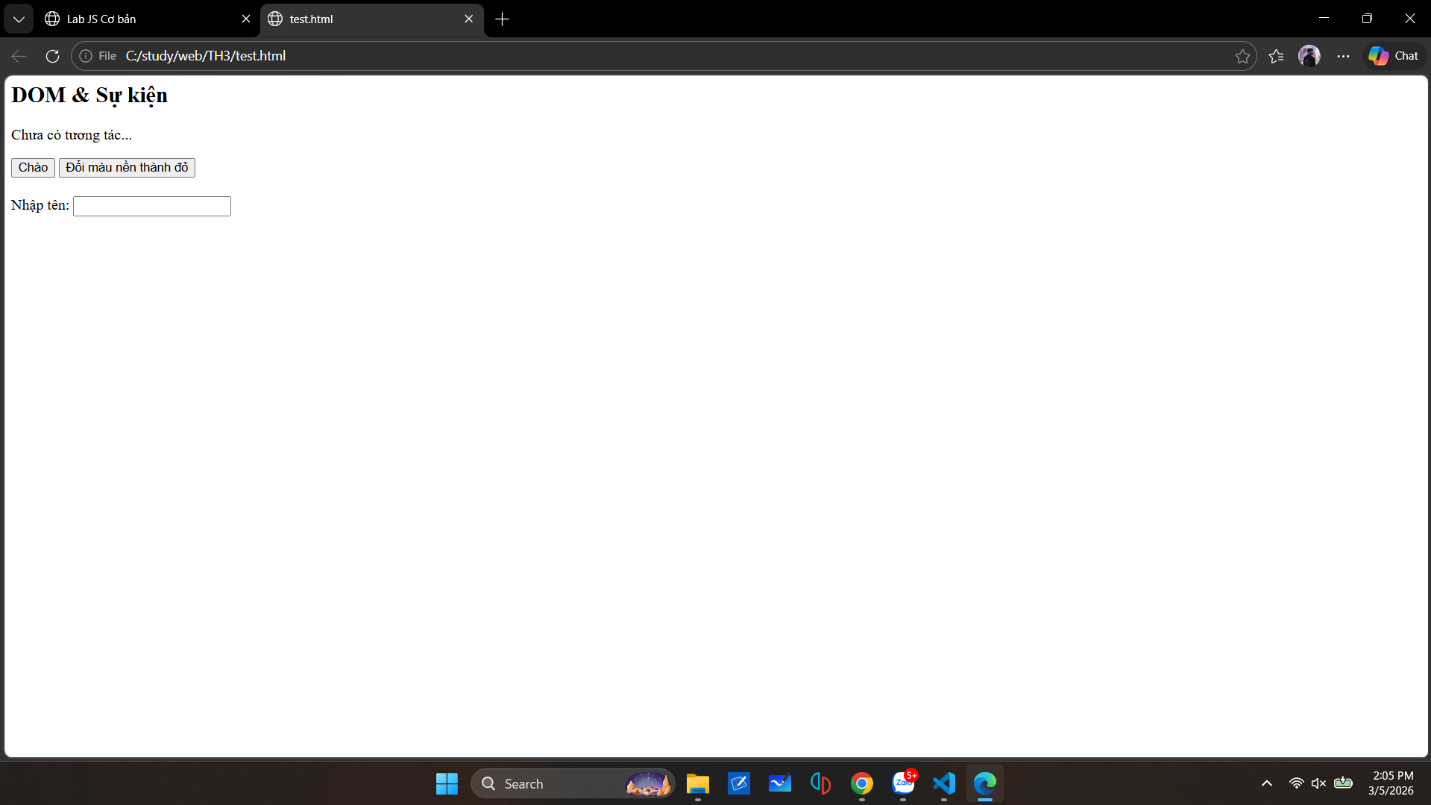 Lab JS Cơ bản
test.html
File C:/study/web/TH3/test.html
Chat
DOM & Sự kiện
Chưa có tương tác...
Chào Đổi màu nền thành đỏ
Nhập tên:
Search
Zalo
5+
2:05 PM
3/5/2026